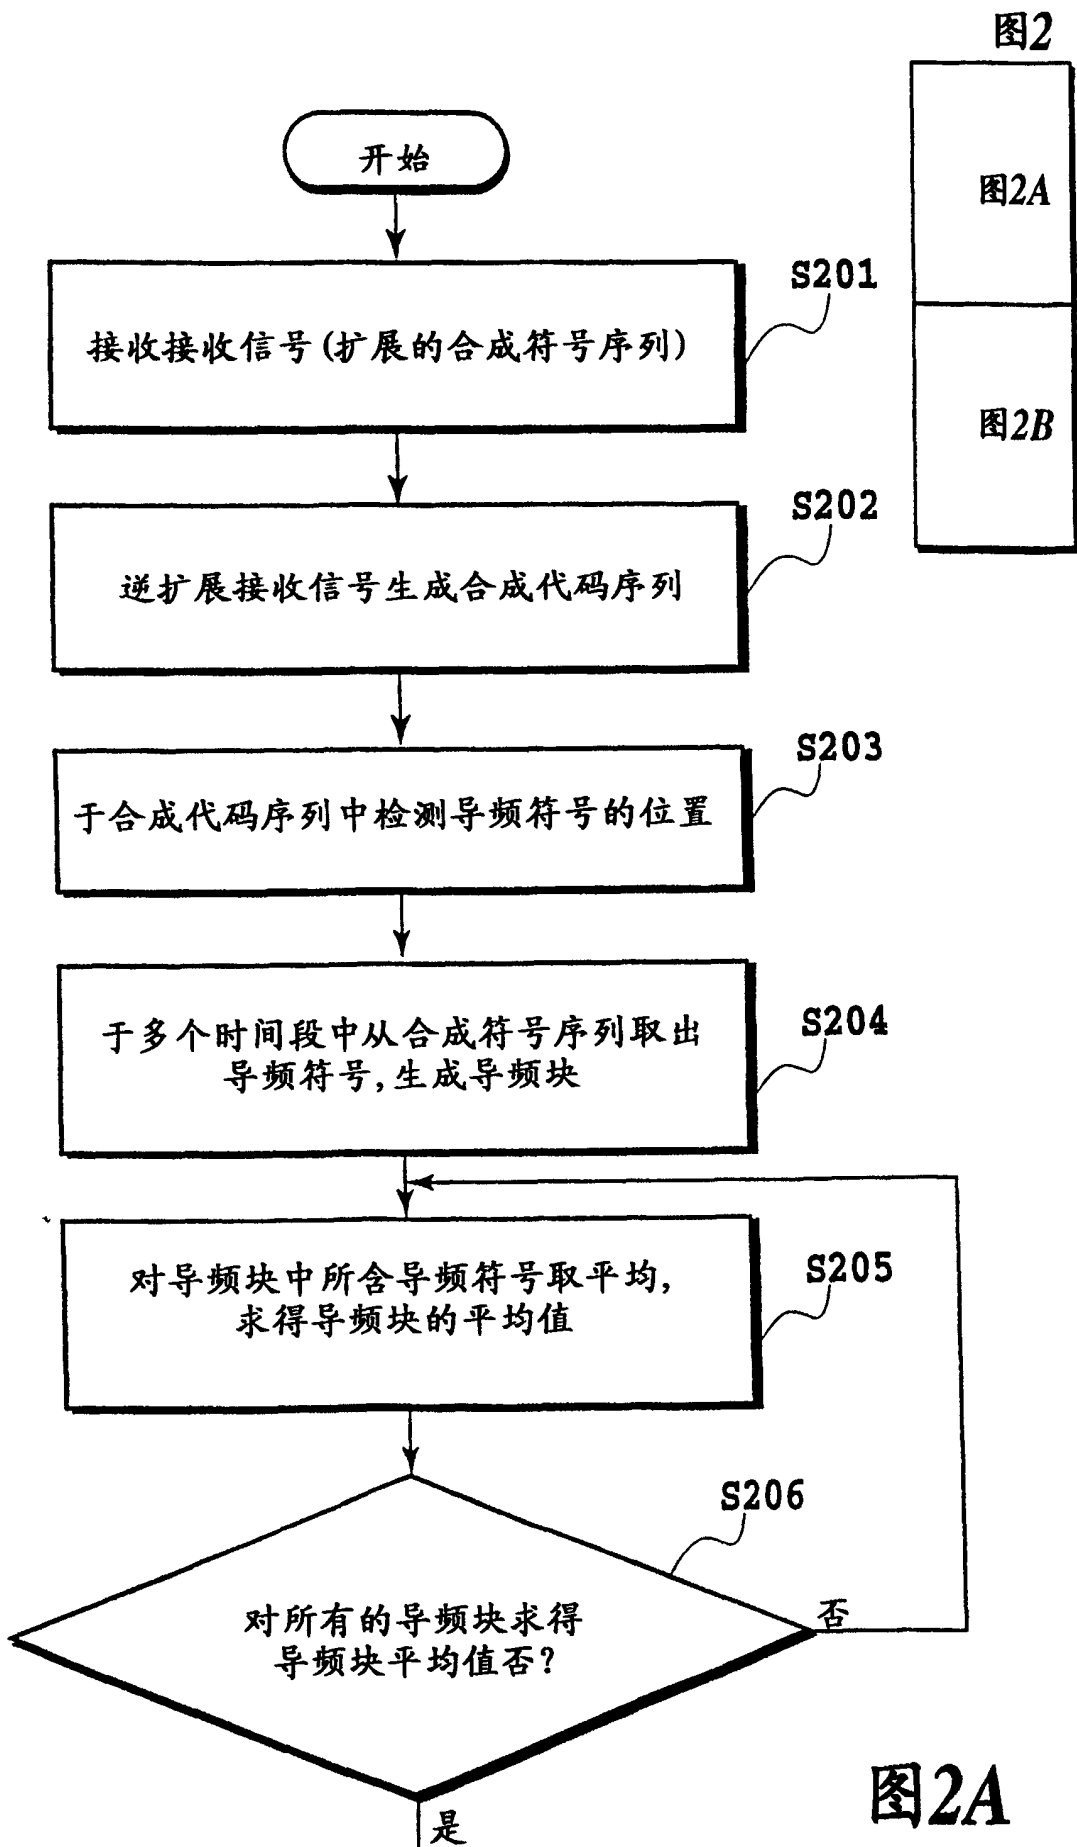 图2
图2A
图2B
开始
S201
接收接收信号(扩展的合成符号序列)
S202
逆扩展接收信号生成合成代码序列
S203
于合成代码序列中检测导频符号的位置
S204
于多个时间段中从合成符号序列取出
导频符号,生成导频块
S205
对导频块中所含导频符号取平均,
求得导频块的平均值
S206
对所有的导频块求得
导频块平均值否?
否
是
图2A